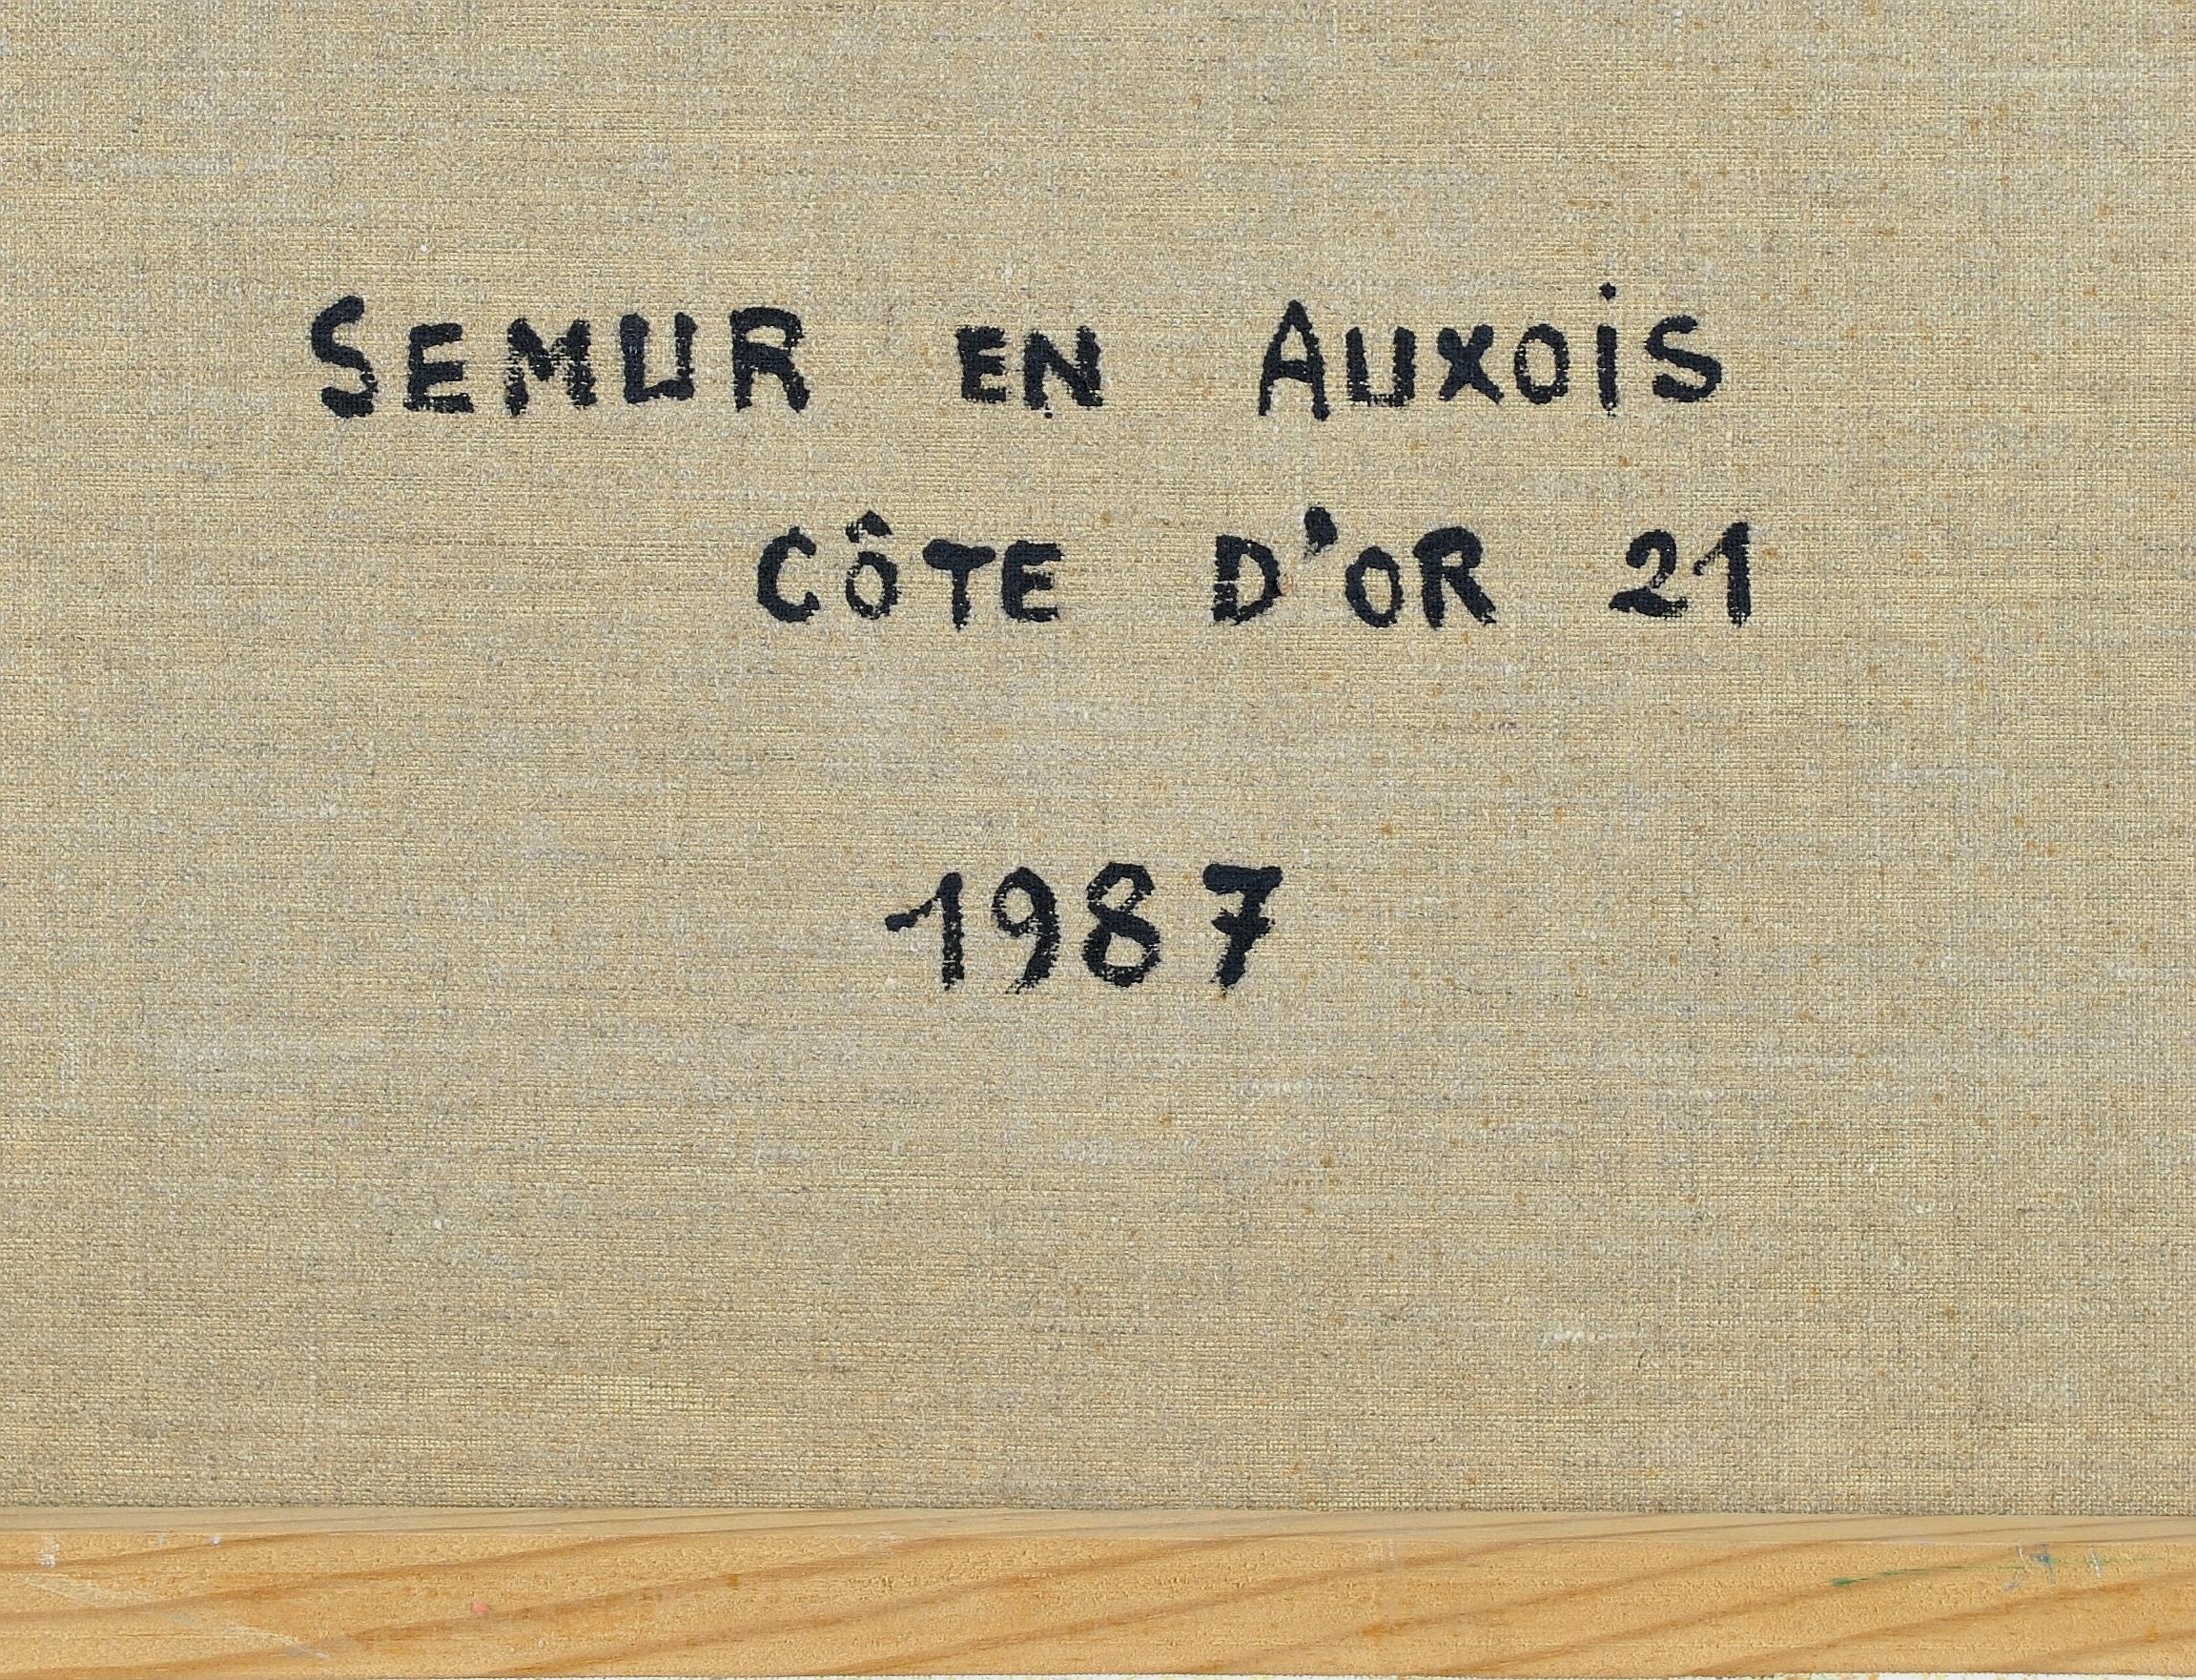 SEMUR EN AUXOiS
CÔTE D'OR 21
1987